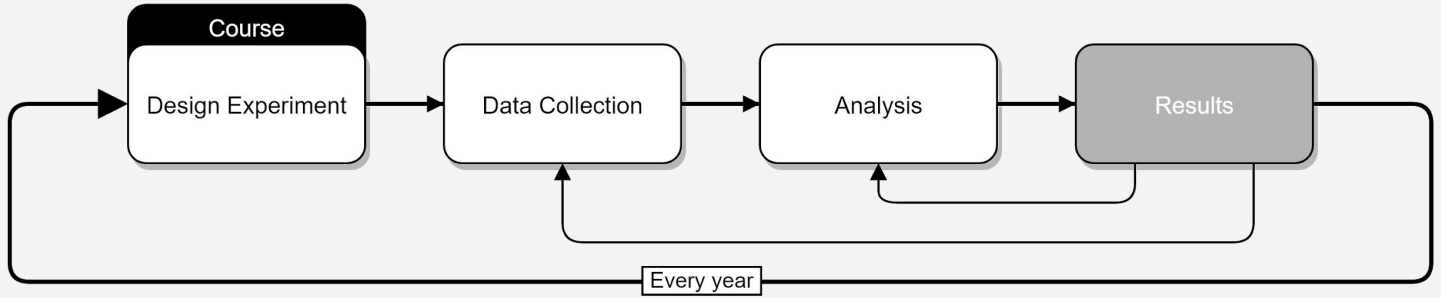 Course
Design Experiment
Data Collection
Analysis
Results
Every year